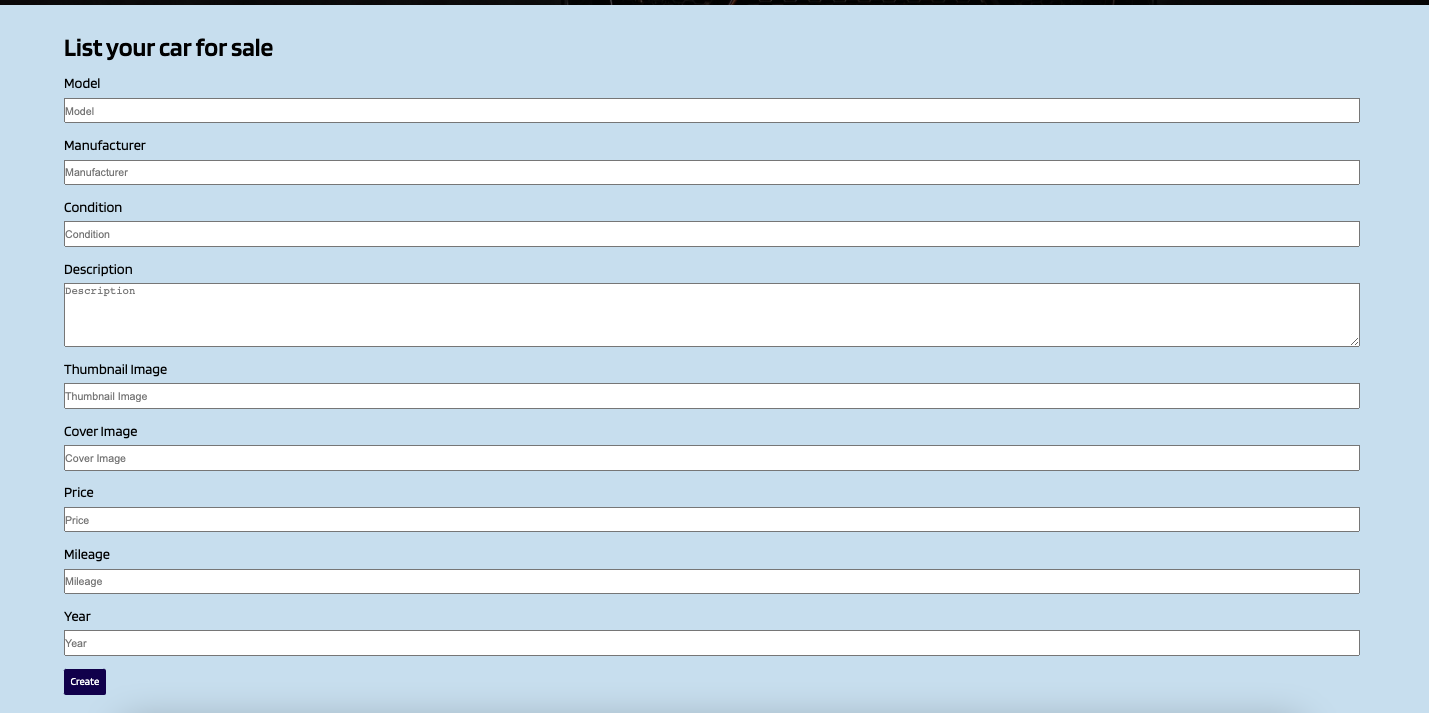 List your car for sale
Model
Model
Manufacturer
Manufacturer
Condition
Condition
Description
Description
Thumbnail Image
Thumbnail Image
Cover Image
Cover Image
Price
Price
Mileage
Mileage
Year
Year
Create